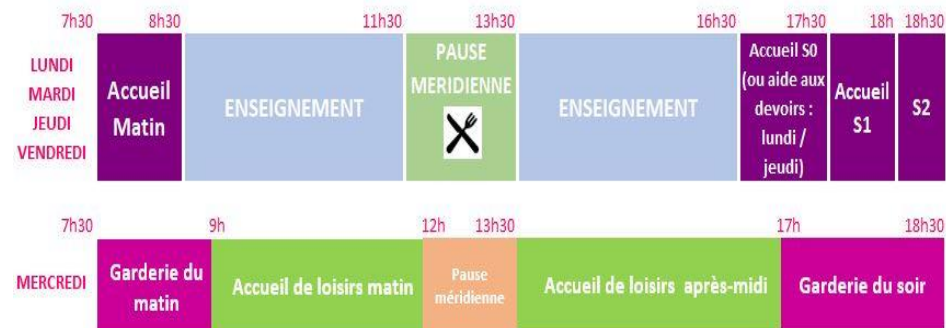 7h30 8h30 11h30 13h30 16h30 17h30 18h 18h30
LUNDI
MARDI
JEUDI
VENDREDI
Accueil
Matin
ENSEIGNEMENT
PAUSE
MERIDIENNE
ENSEIGNEMENT
Accueil S0
(ou aide aux
devoirs :
lundi /
jeudi)
Accueil
S1
S2
7h30 9h 12h 13h30 17h 18h30
MERCREDI
Garderie du
matin
Accueil de loisirs matin
Pause
méridienne
Accueil de loisirs après-midi
Garderie du soir